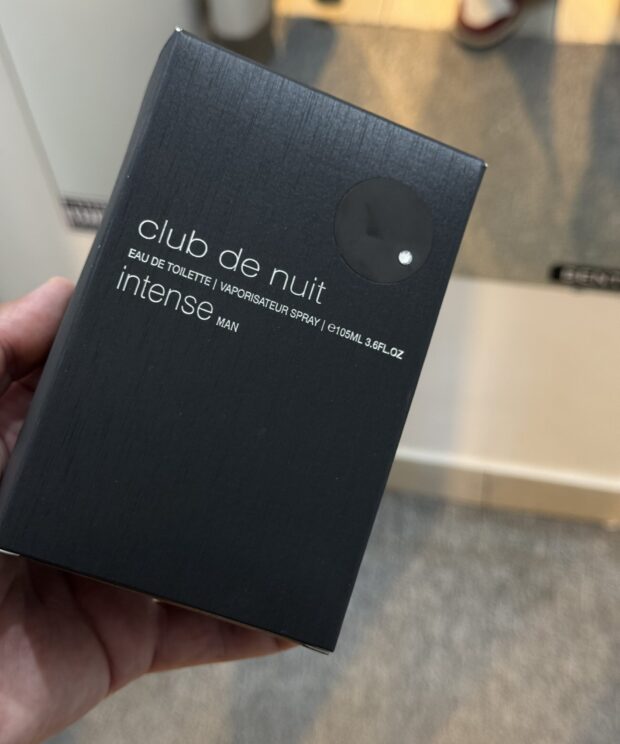 club de nuit
EAU DE TOILETTE | VAPORISATEUR SPRAY | ℮105ML 3.6FL.OZ
intense MAN